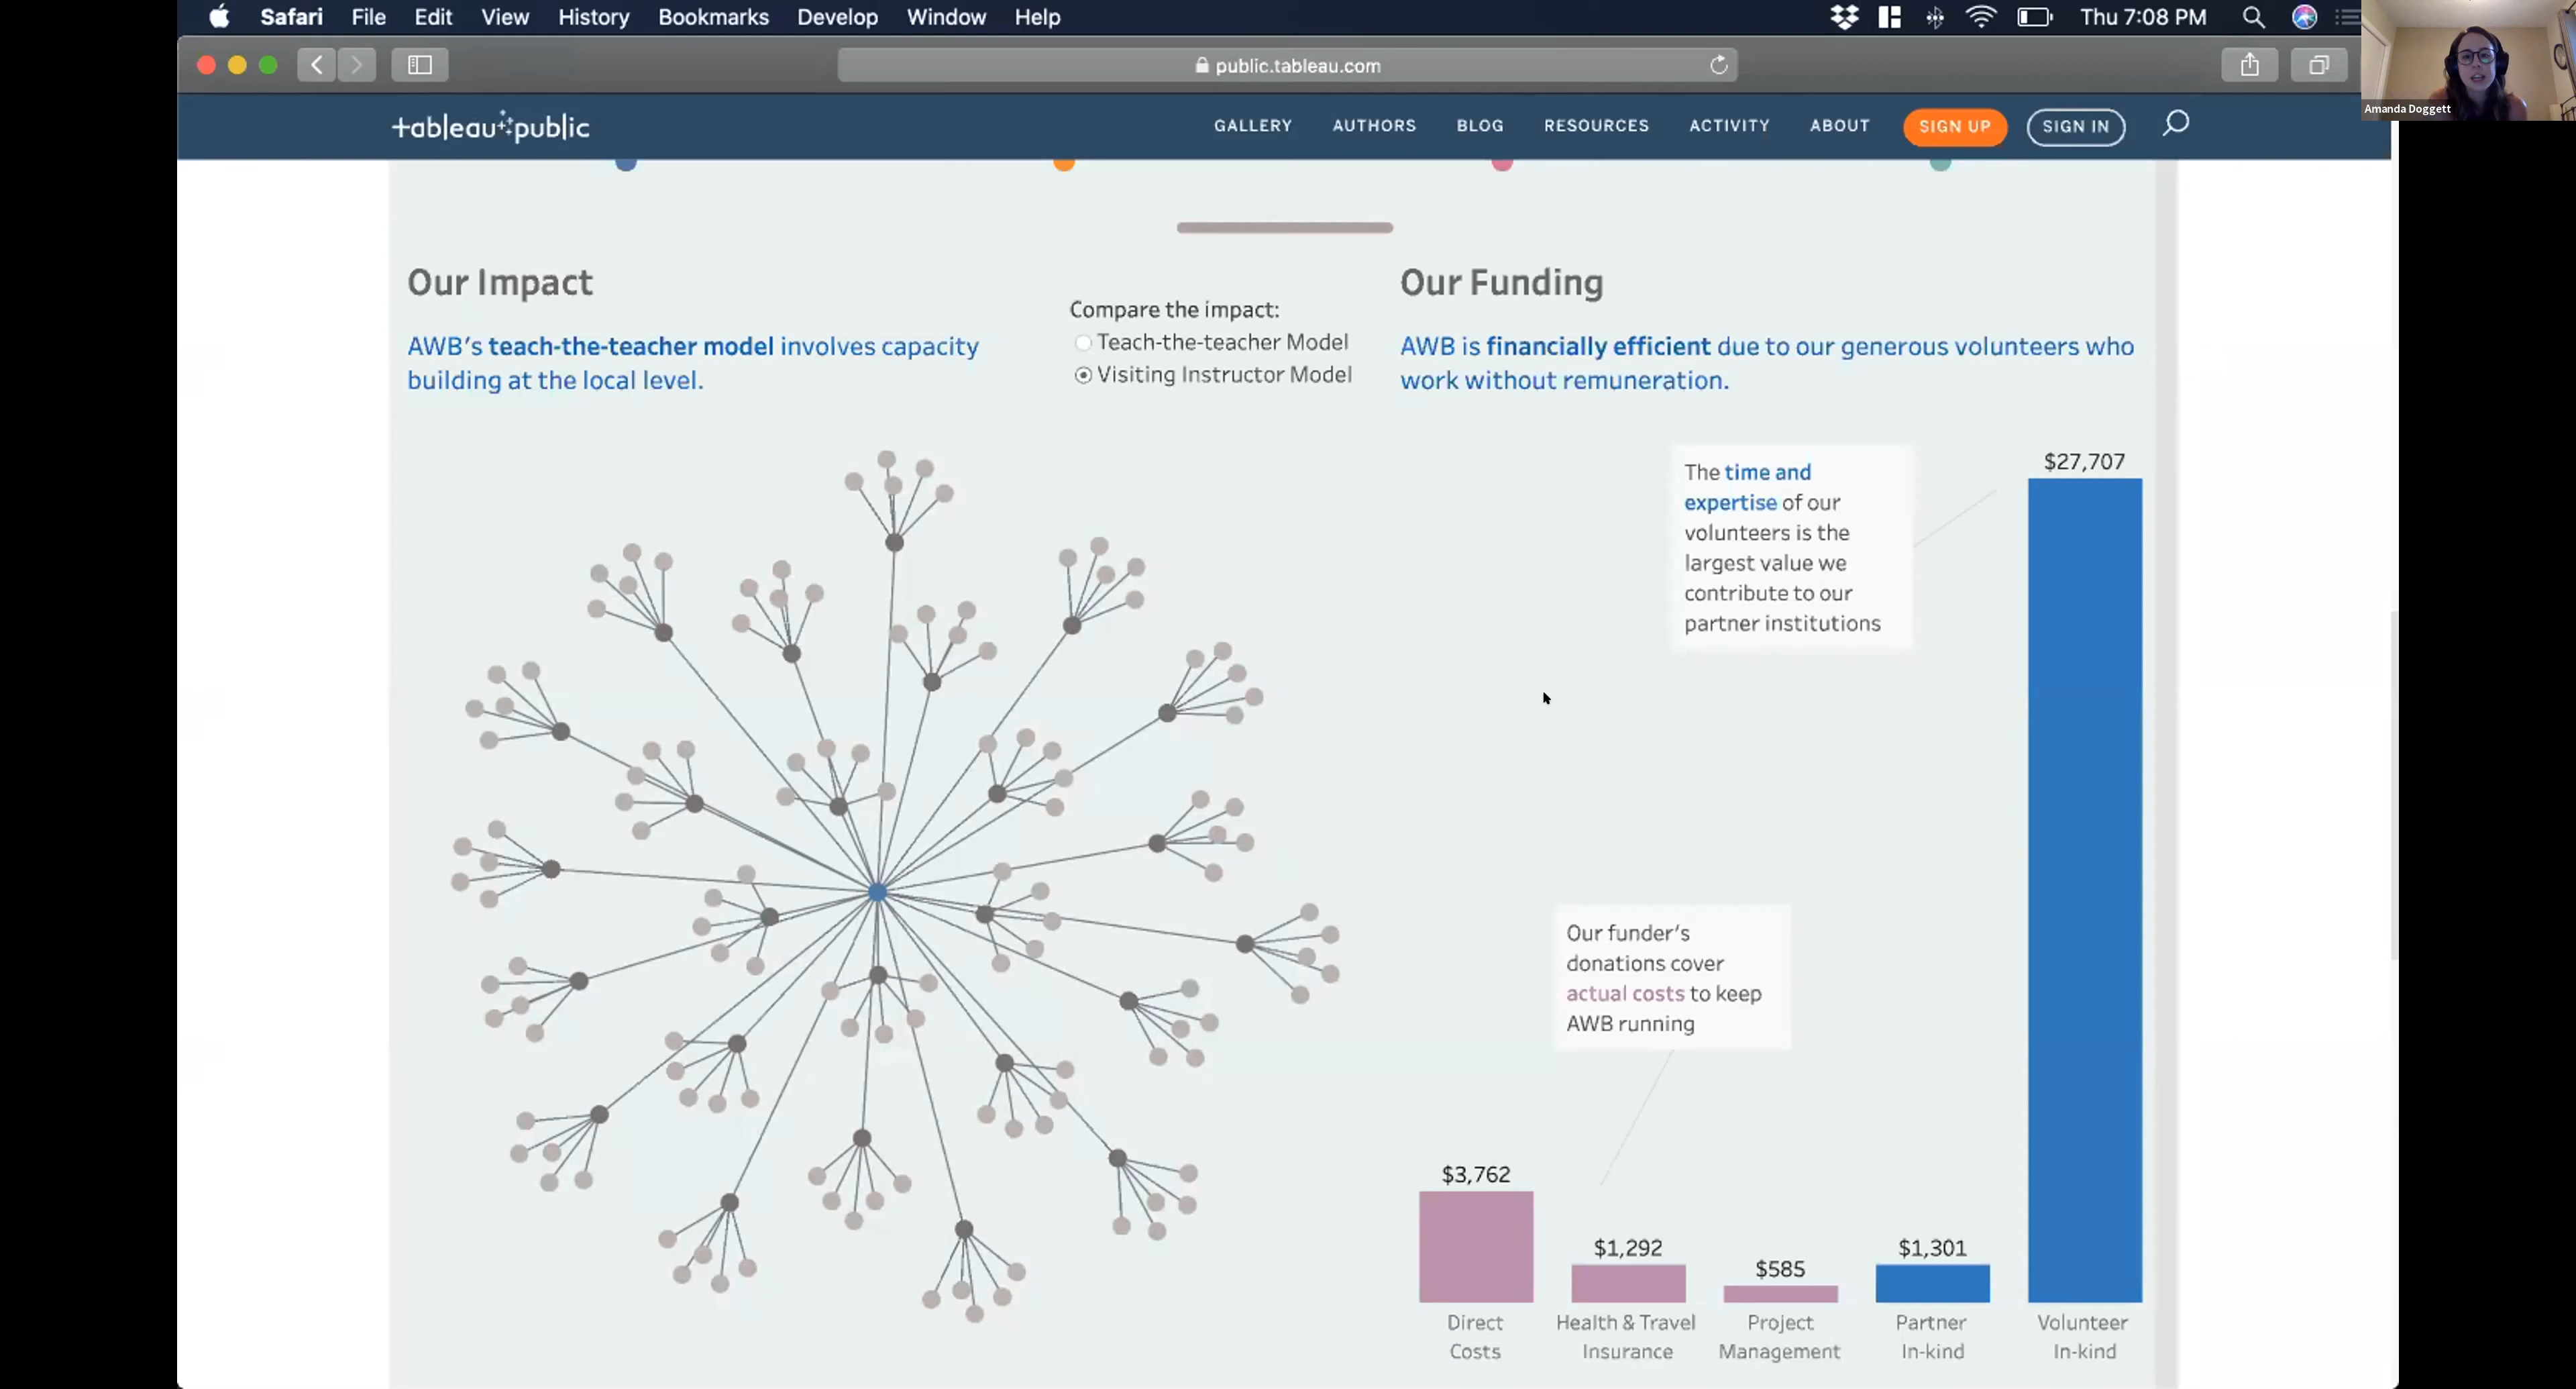 Safari File Edit View History Bookmarks Develop Window Help
Thu 7:08 PM
public.tableau.com
Amanda Doggett
+ableau public
GALLERY AUTHORS BLOG RESOURCES ACTIVITY ABOUT SIGN UP SIGN IN
Our Impact
AWB's teach-the-teacher model involves capacity
building at the local level.
Compare the impact:
Teach-the-teacher Model
Visiting Instructor Model
Our Funding
AWB is financially efficient due to our generous volunteers who
work without remuneration.
The time and
expertise of our
volunteers is the
largest value we
contribute to our
partner institutions
$27,707
Our funder's
donations cover
actual costs to keep
AWB running
$3,762
$1,292
$585
$1,301
Direct
Costs
Health & Travel
Insurance
Project
Management
Partner
In-kind
Volunteer
In-kind